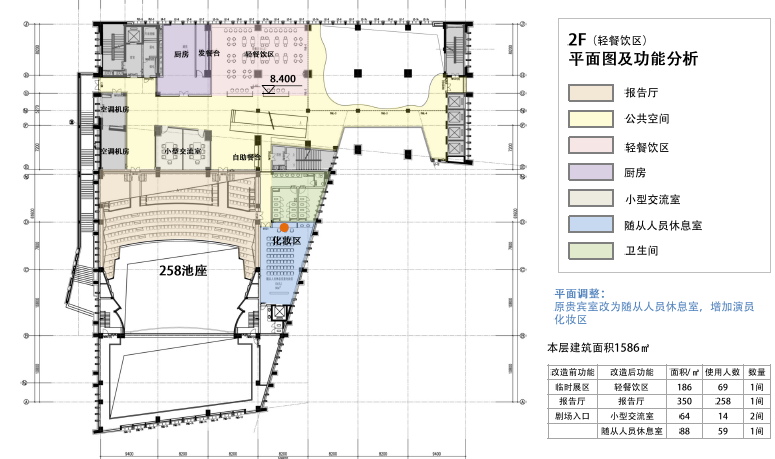 厨房
发餐台
轻餐饮区
8.400
空调机房
空调机房
小型交流室
自助餐台
化妆区
258池座
2F（轻餐饮区）
平面图及功能分析
报告厅
公共空间
轻餐饮区
厨房
小型交流室
随从人员休息室
卫生间
平面调整：
原贵宾室改为随从人员休息室，增加演员
化妆区
本层建筑面积1586㎡
改造前功能 改造后功能 面积/㎡ 使用人数 数量
临时展区 轻餐饮区 186 69 1间
报告厅 报告厅 350 258 1间
剧场入口 小型交流室 64 14 2间
随从人员休息室 88 59 1间
8400 8200 8200 8200 8200 8200 8400